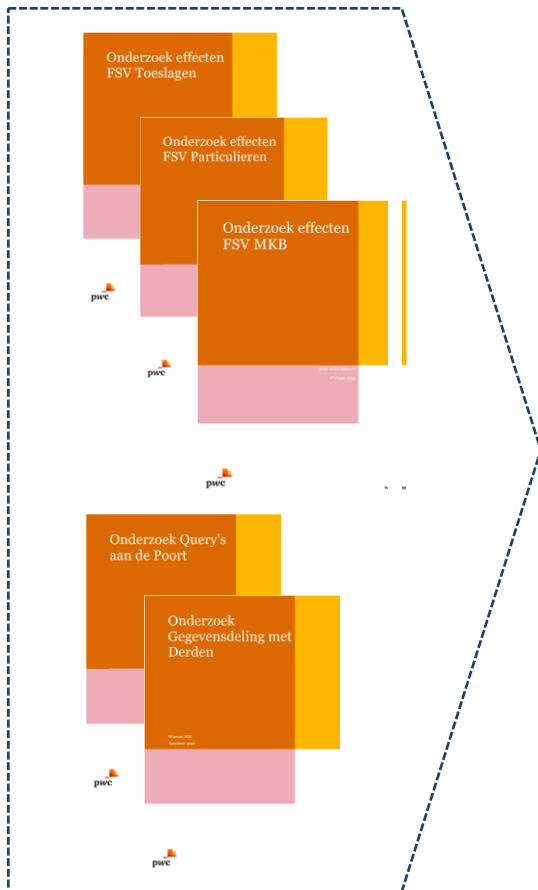 Onderzoek effecten
FSV Toeslagen
Onderzoek effecten
FSV Particulieren
Onderzoek effecten
FSV MKB
pwc
pwc
pwc
Onderzoek Query's
aan de Poort
Onderzoek
Gegevensdeling met
Derden
pwc
pwc